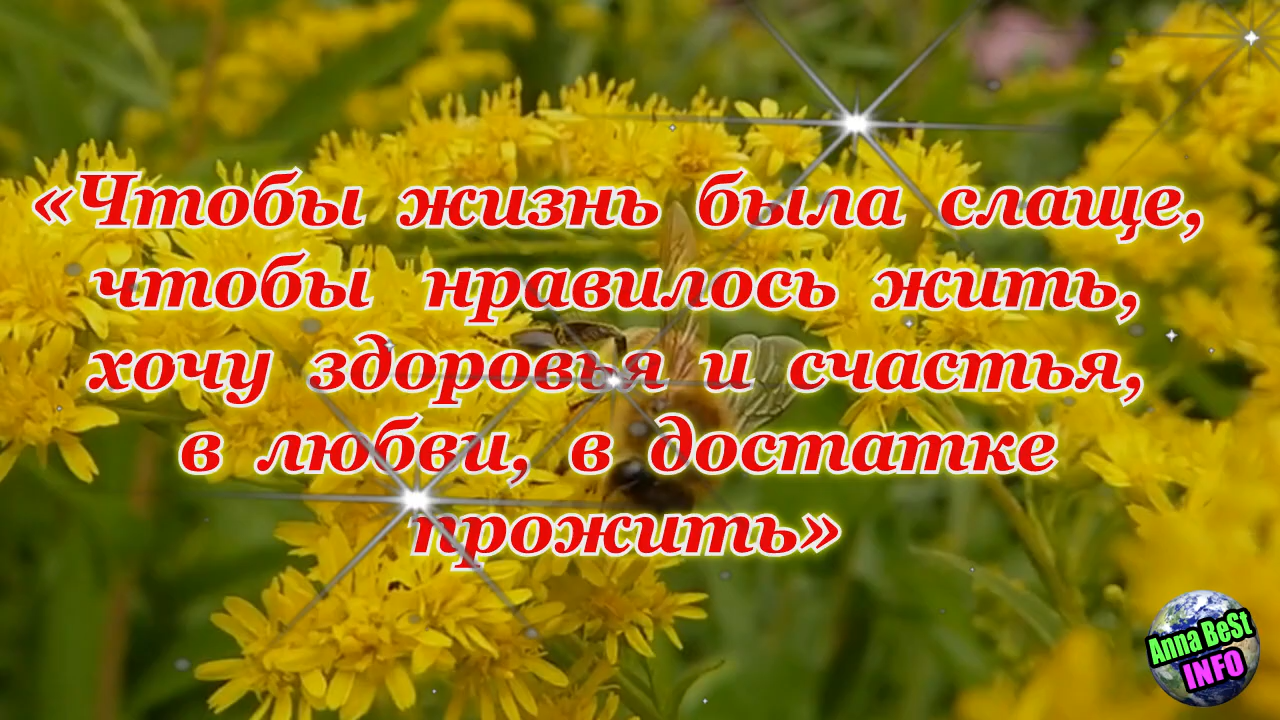 «Чтобы жизнь была слаще,
чтобы нравилось жить,
хочу здоровья и счастья,
в любви, в достатке
прожить»
Anna BeSt
INFO